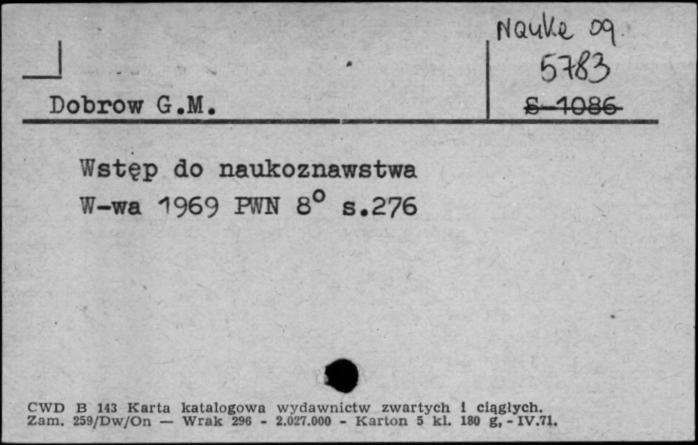 Nauka og
5783
S-1086
Dobrow G.M.
Wstęp do naukoznawstwa
W-wa 1969 PWN 8° s.276
CWD B 143 Karta katalogowa wydawnictw zwartych i ciągłych.
Zam. 259/Dw/On — Wrak 296 - 2.027.000 - Karton 5 kl. 180 g, - IV.71.